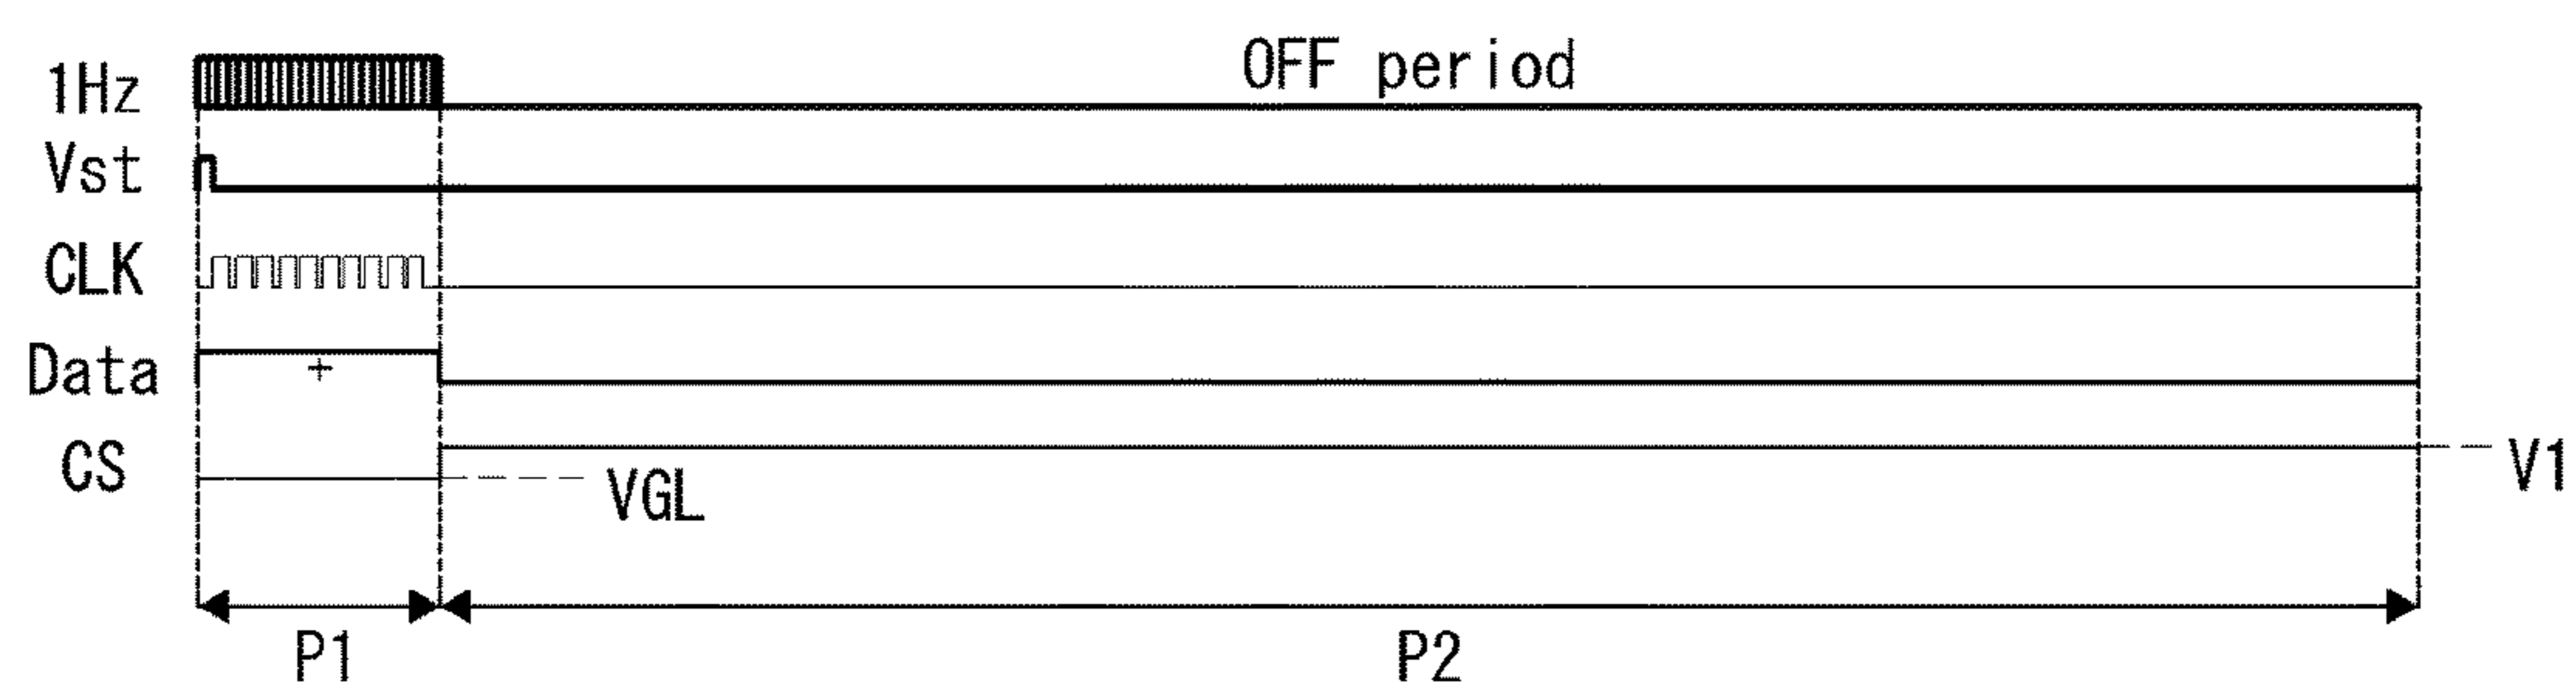 OFF period
1Hz
Vst
CLK
Data
+
CS
VGL
V1
P1
P2